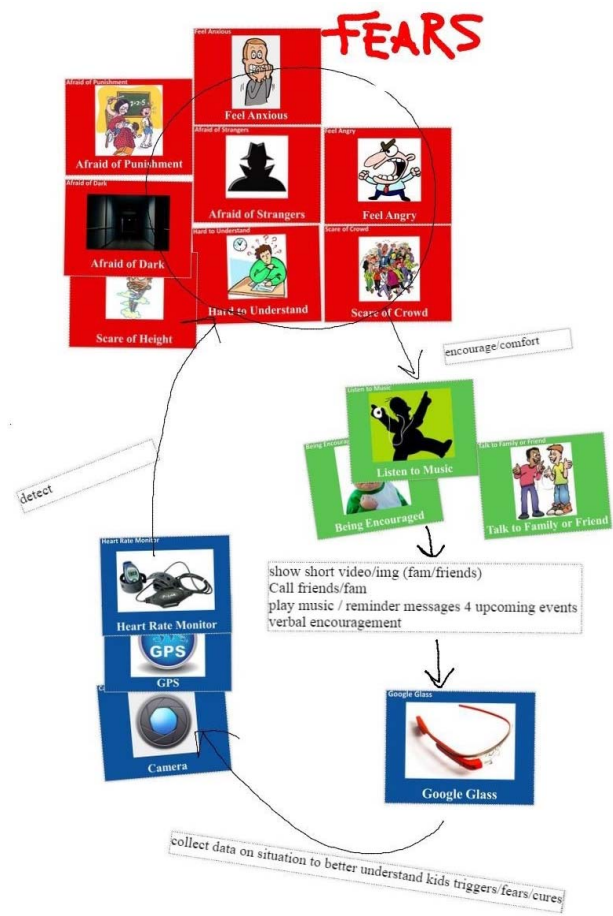 FEARS
Feel Anxious
Feel Anxious
Afraid of Punishment
Afraid of Punishment
Afraid of Strangers
Afraid of Strangers
Feel Angry
Feel Angry
Afraid of Dark
Afraid of Dark
Hard to Understand
Hard to Understand
Scare of Crowd
Scare of Crowd
Scare of Height
encourage/comfort
Listen to Music
Listen to Music
Being Encouraged
Talk to Family or Friend
Talk to Family or Friend
detect
Heart Rate Monitor
Heart Rate Monitor
show short video/img (fam/friends)
Call friends/fam
play music / reminder messages 4 upcoming events
verbal encouragement
GPS
GPS
Camera
Google Glass
Google Glass
collect data on situation to better understand kids triggers/fears/cures